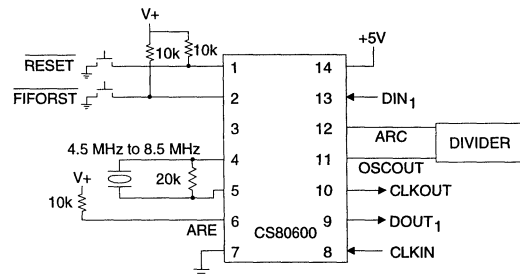 V+
10k
10k
+5V
RESET
1
14
FIFORST
2
13
DIN1
3
12
ARC
DIVIDER
4.5 MHz to 8.5 MHz
4
11
OSCOUT
V+
20k
5
10
CLKOUT
10k
6
9
DOUT1
ARE
CS80600
7
8
CLKIN